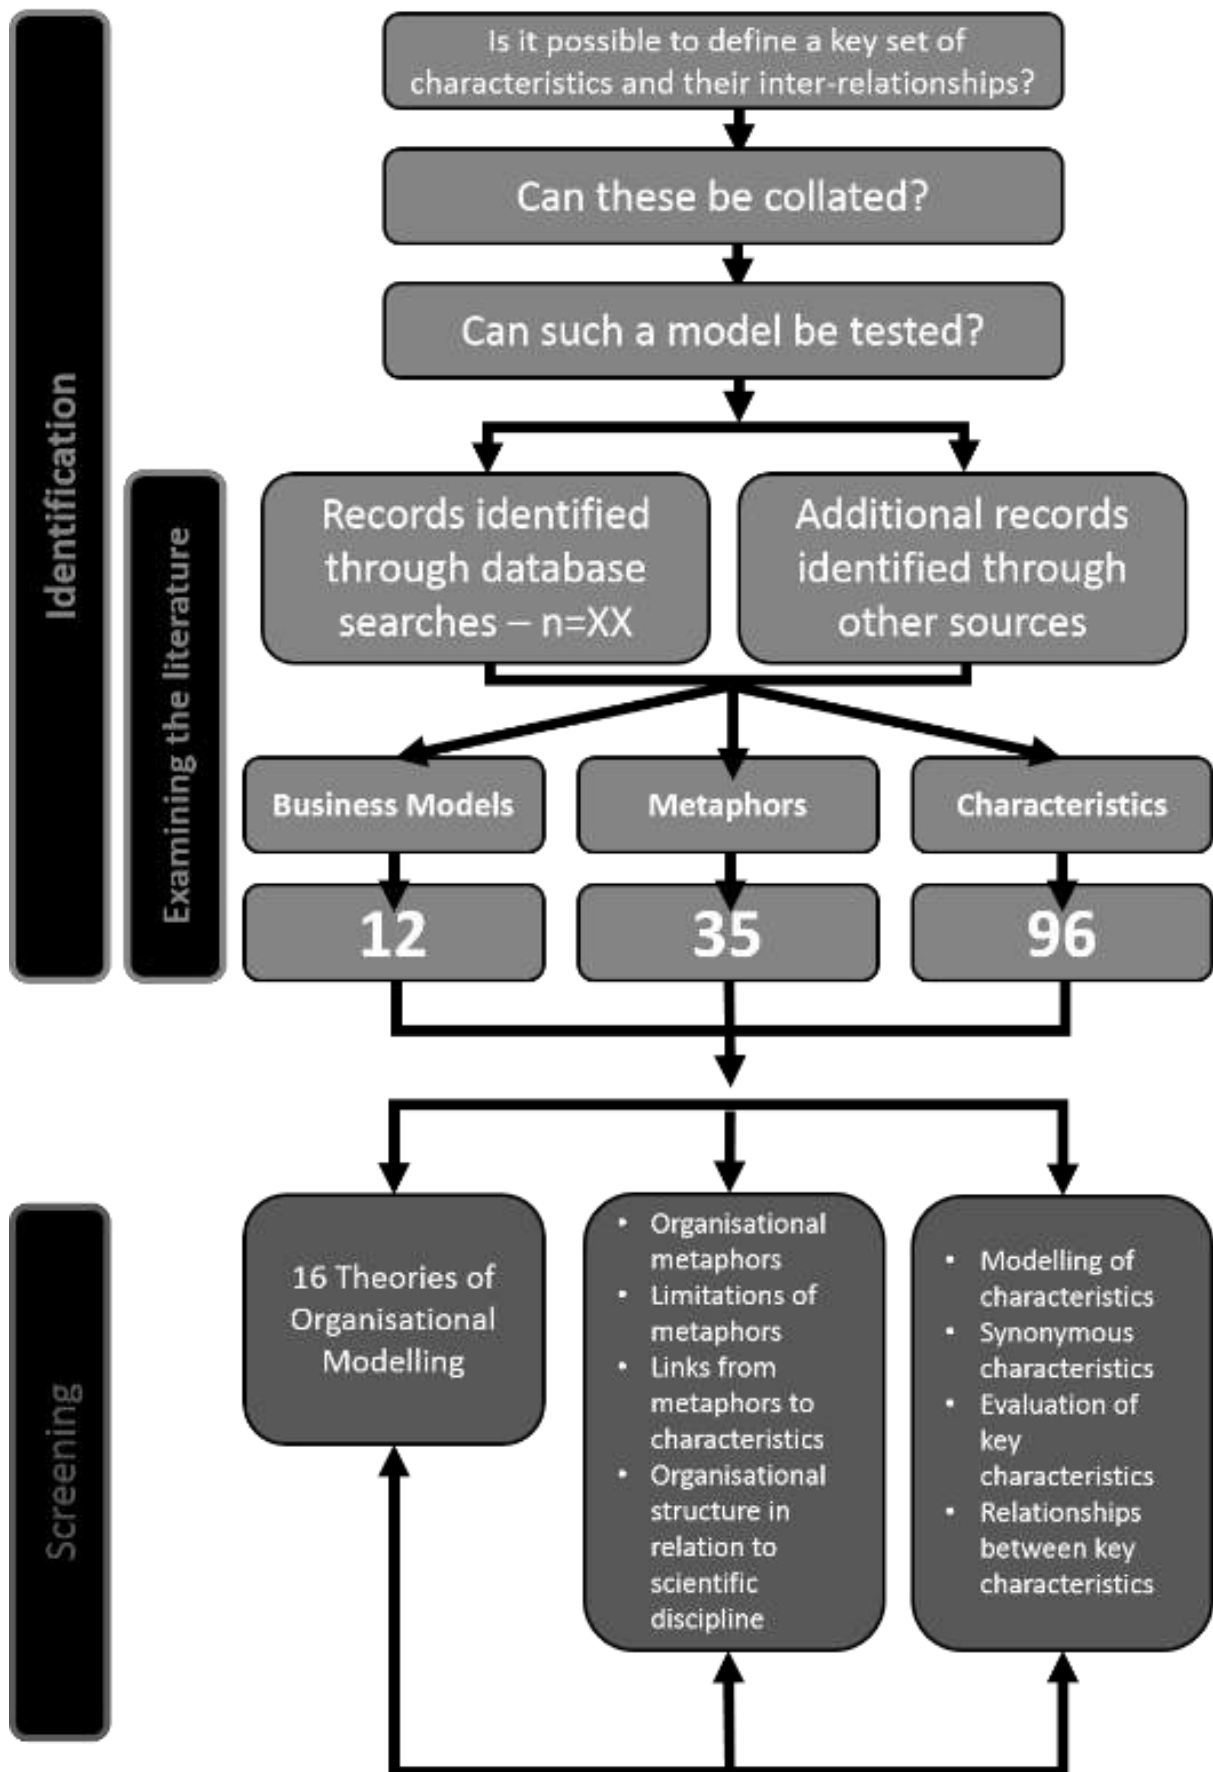 Is it possible to define a key set of
characteristics and their inter-relationships?
Can these be collated?
Can such a model be tested?
Identification
Examining the literature
Records identified
through database
searches – n=XX
Additional records
identified through
other sources
Business Models
Metaphors
Characteristics
12
35
96
Screening
16 Theories of
Organisational
Modelling
• Organisational
metaphors
• Limitations of
metaphors
• Links from
metaphors to
characteristics
• Organisational
structure in
relation to
scientific
discipline
• Modelling of
characteristics
• Synonymous
characteristics
• Evaluation of
key
characteristics
• Relationships
between key
characteristics